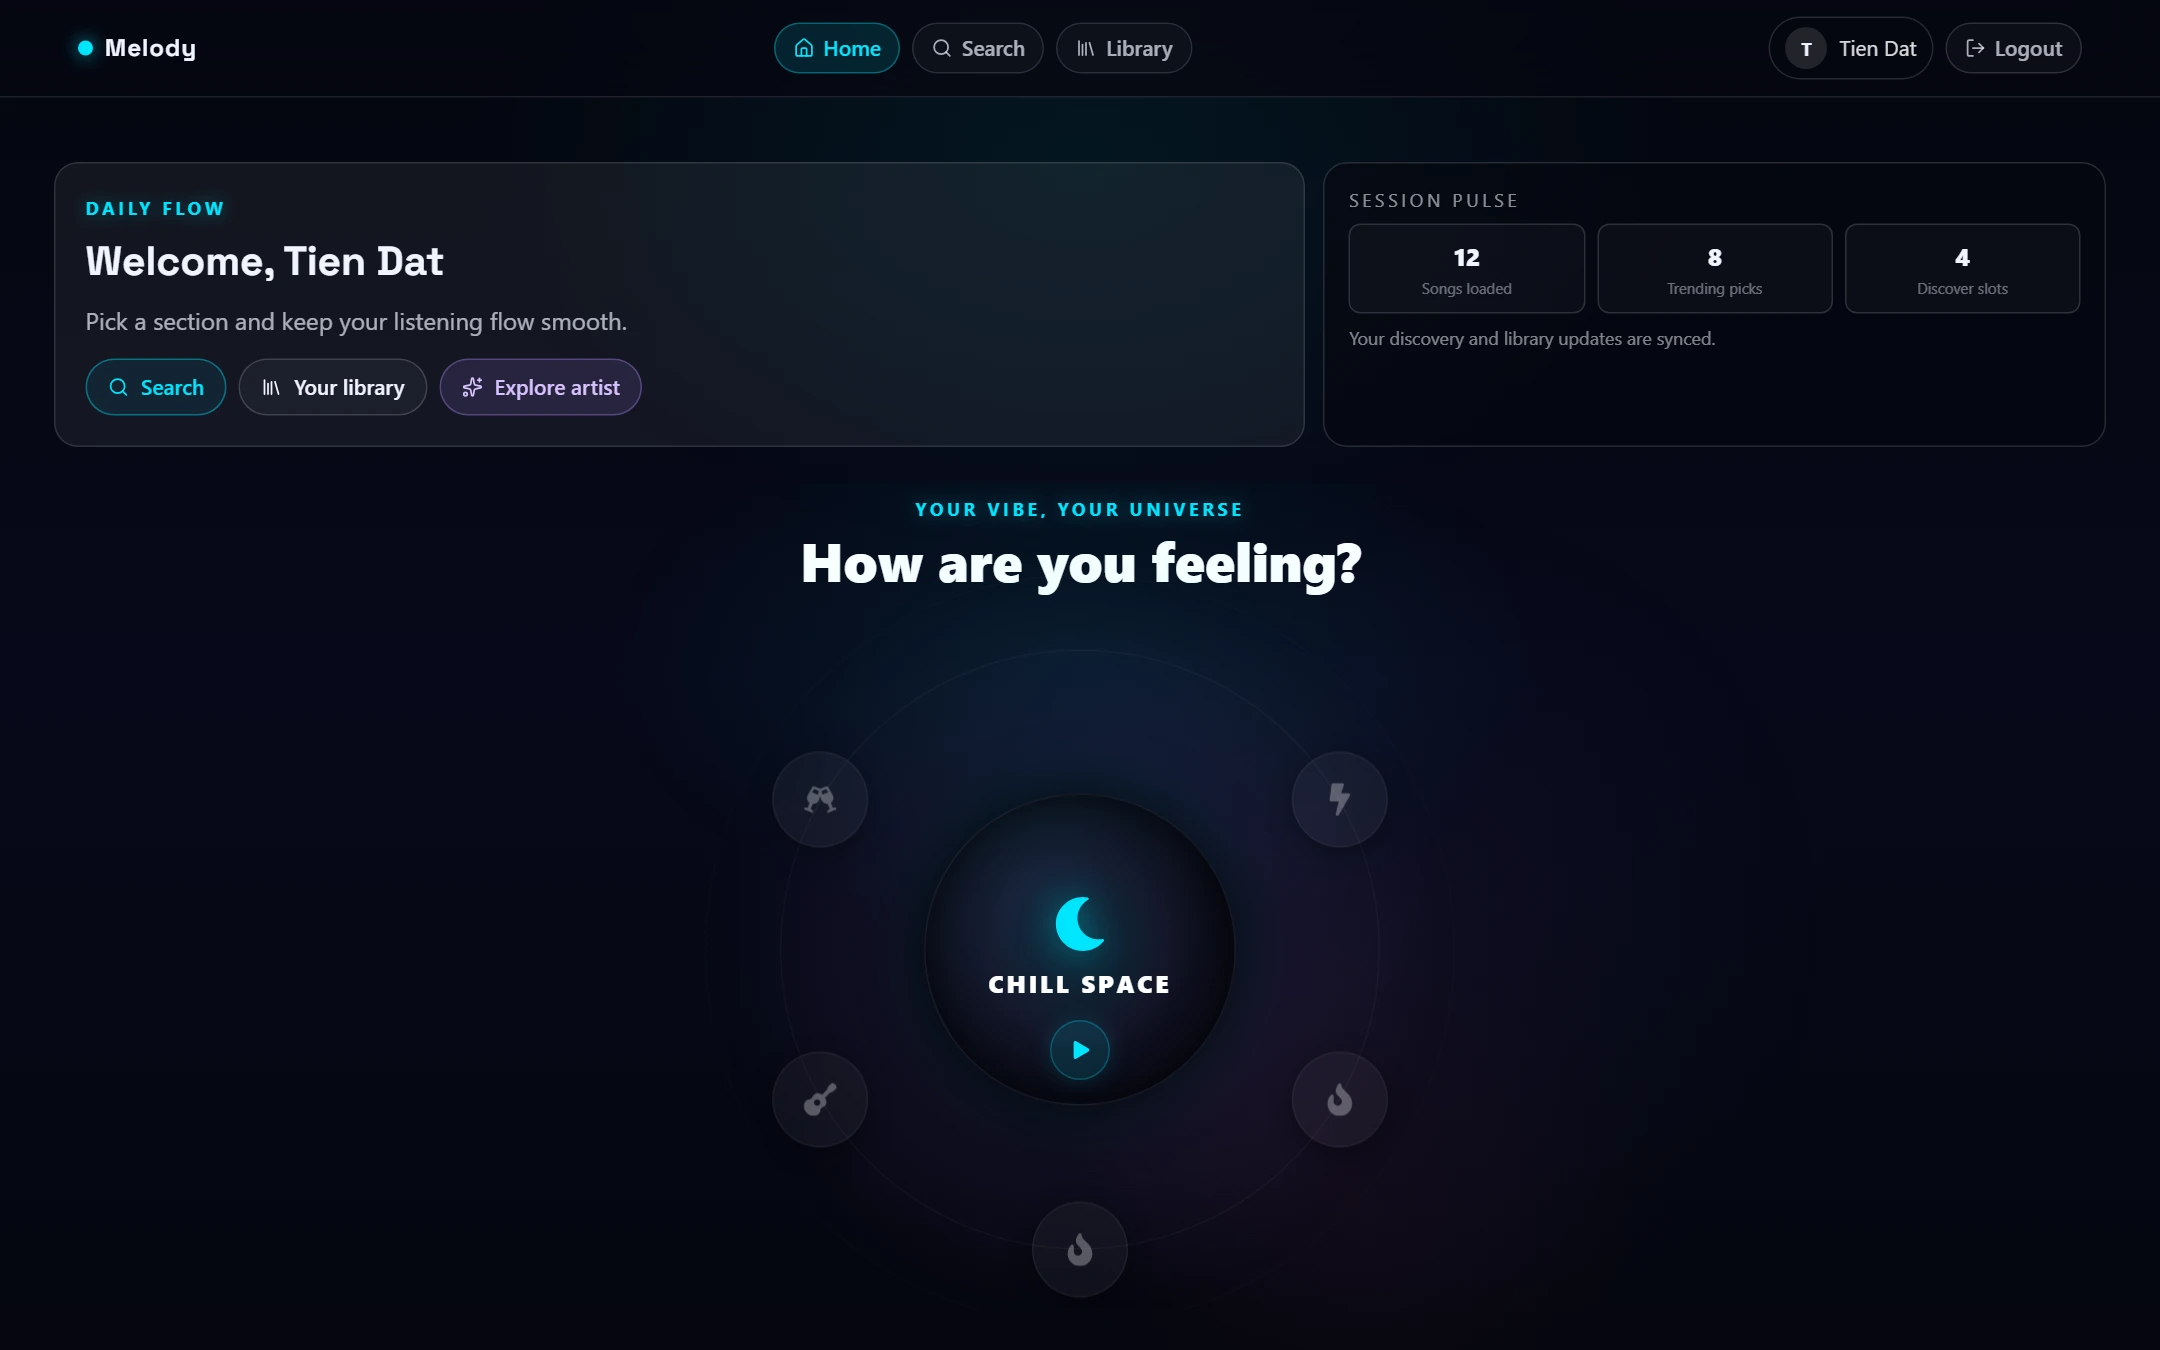 Melody
Home
Search
Library
T
Tien Dat
Logout
DAILY FLOW
Welcome, Tien Dat
Pick a section and keep your listening flow smooth.
Search
Your library
Explore artist
SESSION PULSE
12
Songs loaded
8
Trending picks
4
Discover slots
Your discovery and library updates are synced.
YOUR VIBE, YOUR UNIVERSE
How are you feeling?
CHILL SPACE